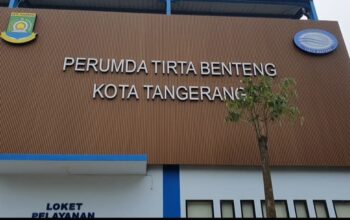 PERUMDA TIRTA BENTENG
KOTA TANGERANG
LOKET
PELAYANAN